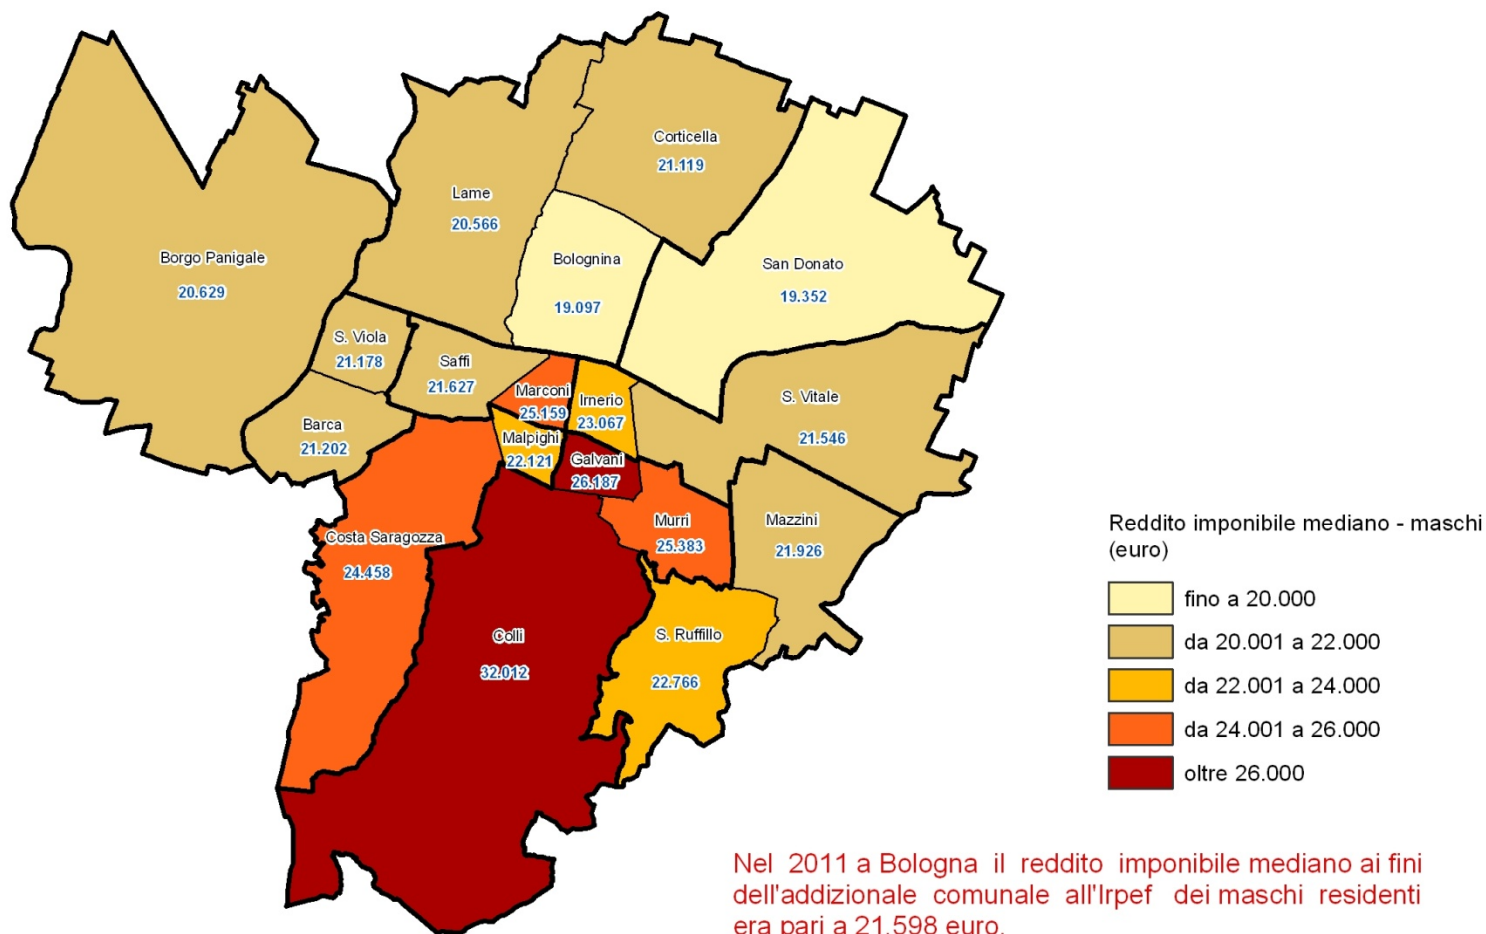 Corticella
21.119
Lame
20.566
Borgo Panigale
20.629
Bolognina
19.097
San Donato
19.352
S. Viola
21.178
Saffi
21.627
Marconi
25.159
Irnerio
23.067
S. Vitale
21.546
Barca
21.202
Malpighi
22.121
Galvani
26.187
Costa Saragozza
24.458
Murri
25.383
Mazzini
21.926
Colli
32.012
S. Ruffillo
22.766
Reddito imponibile mediano - maschi
(euro)
fino a 20.000
da 20.001 a 22.000
da 22.001 a 24.000
da 24.001 a 26.000
oltre 26.000
Nel 2011 a Bologna il reddito imponibile mediano ai fini
dell'addizionale comunale all'Irpef dei maschi residenti
era pari a 21.598 euro.